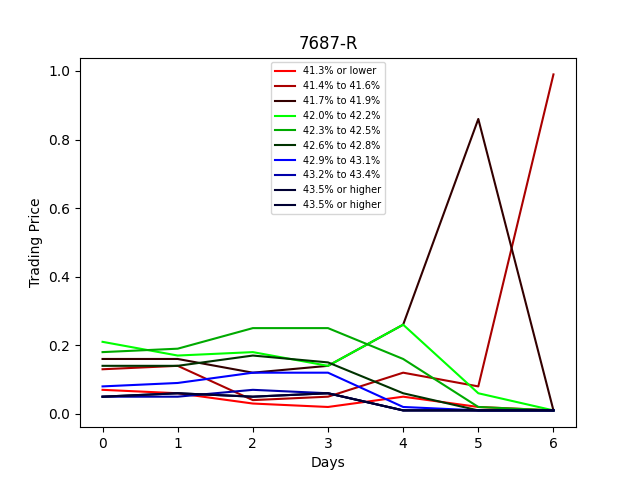 7687-R
Trading Price
1.0
0.8
0.6
0.4
0.2
0.0
41.3% or lower
41.4% to 41.6%
41.7% to 41.9%
42.0% to 42.2%
42.3% to 42.5%
42.6% to 42.8%
42.9% to 43.1%
43.2% to 43.4%
43.5% or higher
43.5% or higher
0 1 2 3 4 5 6
Days